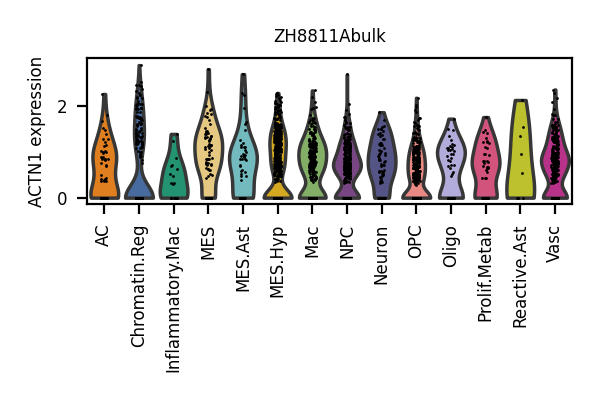 ZH8811Abulk
ACTN1 expression
2
0
AC
Chromatin.Reg
Inflammatory.Mac
MES
MES.Ast
MES.Hyp
Mac
NPC
Neuron
OPC
Oligo
Prolif.Metab
Reactive.Ast
Vasc